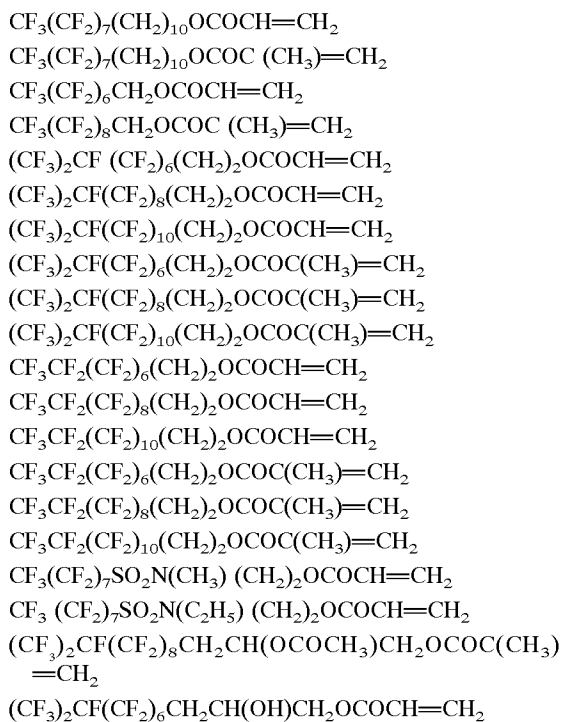 CF₃(CF₂)₇(CH₂)₁₀OCOCH=CH₂
CF₃(CF₂)₇(CH₂)₁₀OCOC (CH₃)=CH₂
CF₃(CF₂)₆CH₂OCOCH=CH₂
CF₃(CF₂)₈CH₂OCOC (CH₃)=CH₂
(CF₃)₂CF (CF₂)₆(CH₂)₂OCOCH=CH₂
(CF₃)₂CF(CF₂)₈(CH₂)₂OCOCH=CH₂
(CF₃)₂CF(CF₂)₁₀(CH₂)₂OCOCH=CH₂
(CF₃)₂CF(CF₂)₆(CH₂)₂OCOC(CH₃)=CH₂
(CF₃)₂CF(CF₂)₈(CH₂)₂OCOC(CH₃)=CH₂
(CF₃)₂CF(CF₂)₁₀(CH₂)₂OCOC(CH₃)=CH₂
CF₃CF₂(CF₂)₆(CH₂)₂OCOCH=CH₂
CF₃CF₂(CF₂)₈(CH₂)₂OCOCH=CH₂
CF₃CF₂(CF₂)₁₀(CH₂)₂OCOCH=CH₂
CF₃CF₂(CF₂)₆(CH₂)₂OCOC(CH₃)=CH₂
CF₃CF₂(CF₂)₈(CH₂)₂OCOC(CH₃)=CH₂
CF₃CF₂(CF₂)₁₀(CH₂)₂OCOC(CH₃)=CH₂
CF₃(CF₂)₇SO₂N(CH₃) (CH₂)₂OCOCH=CH₂
CF₃ (CF₂)₇SO₂N(C₂H₅) (CH₂)₂OCOCH=CH₂
(CF₃)₂CF(CF₂)₈CH₂CH(OCOCH₃)CH₂OCOC(CH₃)
=CH₂
(CF₃)₂CF(CF₂)₆CH₂CH(OH)CH₂OCOCH=CH₂